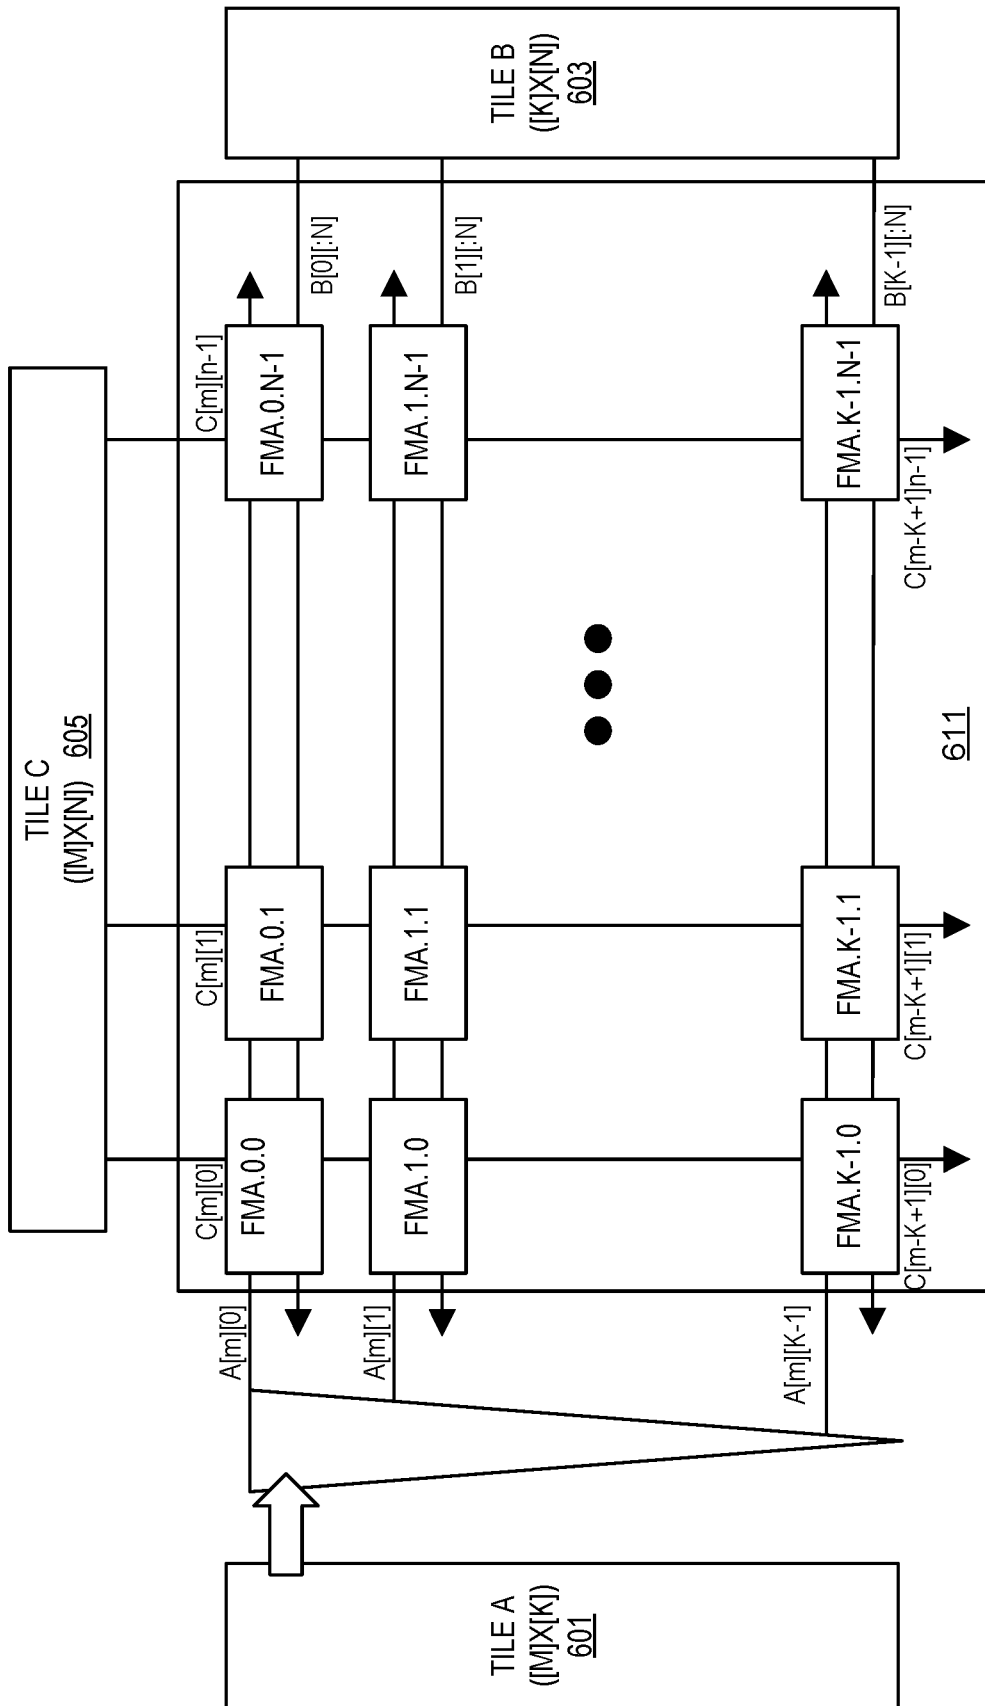 TILE C
([M]X[N]) 605
C[m][0]
C[m][1]
C[m][n-1]
A[m][0]
FMA.0.0
FMA.0.1
FMA.0.N-1
B[0][:N]
A[m][1]
FMA.1.0
FMA.1.1
FMA.1.N-1
B[1][:N]
TILE A
([M]X[K])
601
TILE B
([K]X[N])
603
A[m][K-1]
FMA.K-1.0
FMA.K-1.1
FMA.K-1.N-1
B[K-1][:N]
C[m-K+1][0]
C[m-K+1][1]
C[m-K+1]n-1]
611